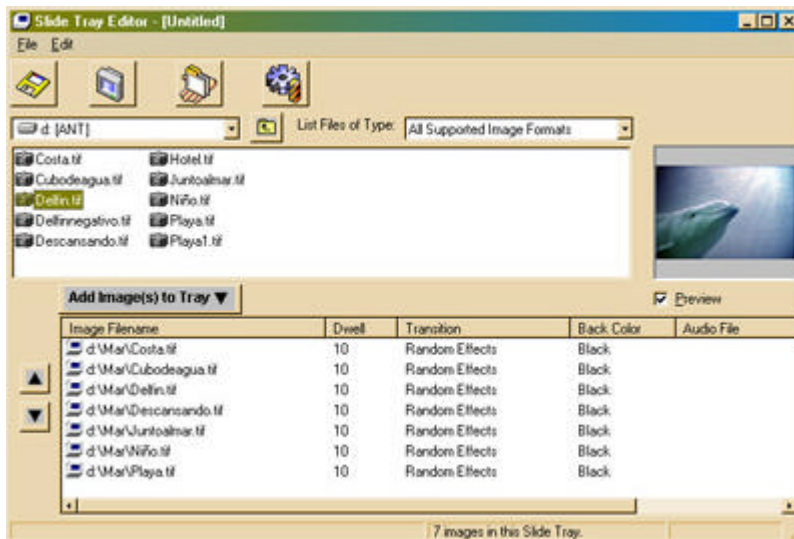 Slide Tray Editor - [Untitled]
File Edit
d: [ANT] List Files of Type: All Supported Image Formats
Costa.tif Hotel.tif
Cubodeagua.tif Juntoalmar.tif
Delfin.tif Niño.tif
Delfinnegativo.tif Playa.tif
Descansando.tif Playa1.tif
Add Image(s) to Tray Preview
Image Filename Dwell Transition Back Color Audio File
d:\Mar\Costa.tif 10 Random Effects Black
d:\Mar\Cubodeagua.tif 10 Random Effects Black
d:\Mar\Delfin.tif 10 Random Effects Black
d:\Mar\Descansando.tif 10 Random Effects Black
d:\Mar\Juntoalmar.tif 10 Random Effects Black
d:\Mar\Niño.tif 10 Random Effects Black
d:\Mar\Playa.tif 10 Random Effects Black
7 images in this Slide Tray.